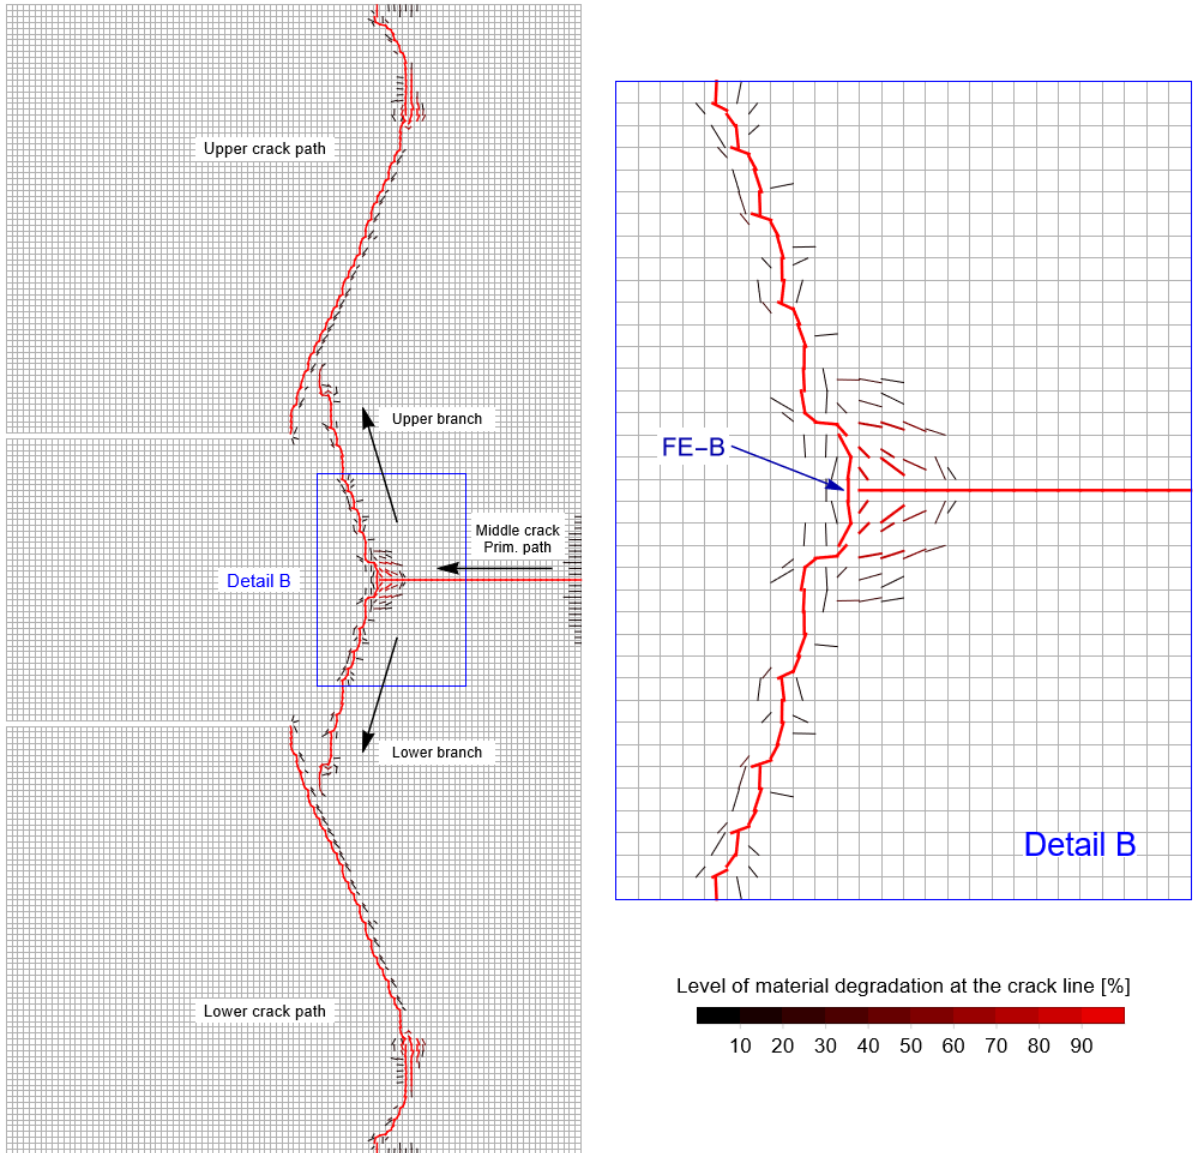 Upper crack path
Upper branch
Middle crack
Prim. path
Detail B
Lower branch
Lower crack path
FE-B
Detail B
Level of material degradation at the crack line [%]
10 20 30 40 50 60 70 80 90